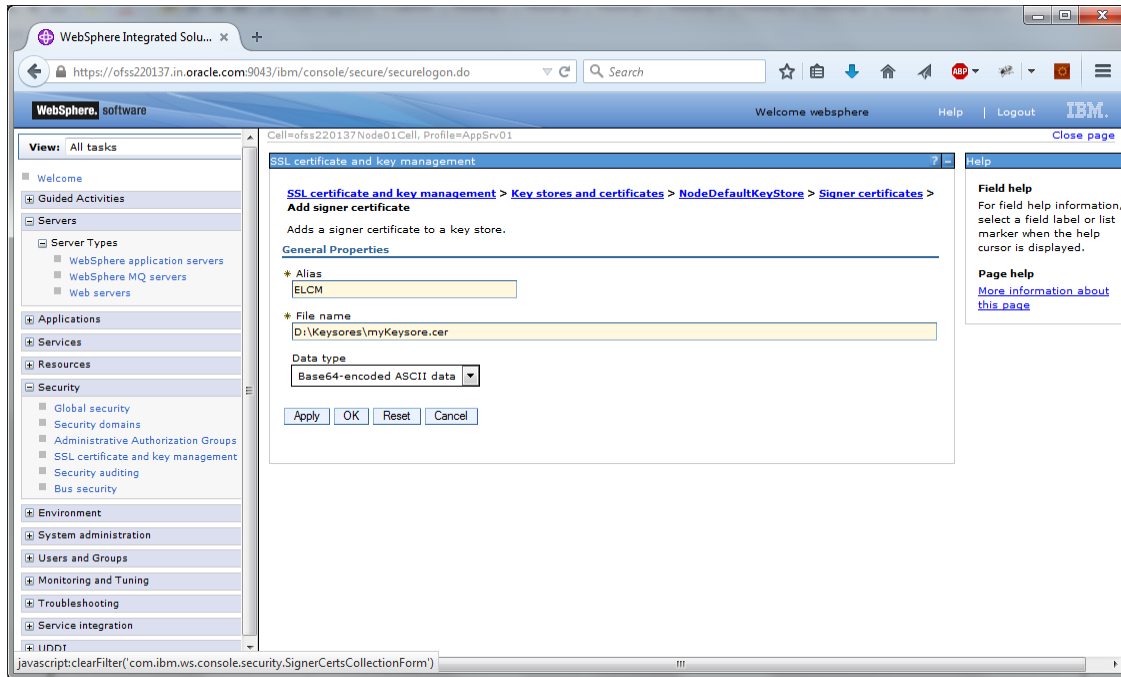 WebSphere Integrated Solu... ×
https://ofss220137.in.oracle.com:9043/ibm/console/secure/securelogon.do
Search
ABP
WebSphere. software
Welcome websphere
Help | Logout
IBM.
View: All tasks
Welcome
Guided Activities
Servers
Server Types
WebSphere application servers
WebSphere MQ servers
Web servers
Applications
Services
Resources
Security
Global security
Security domains
Administrative Authorization Groups
SSL certificate and key management
Security auditing
Bus security
Environment
System administration
Users and Groups
Monitoring and Tuning
Troubleshooting
Service integration
UDDI
Cell=ofss220137Node01Cell, Profile=AppSrv01
Close page
SSL certificate and key management ? –
SSL certificate and key management > Key stores and certificates > NodeDefaultKeyStore > Signer certificates >
Add signer certificate
Adds a signer certificate to a key store.
General Properties
* Alias
ELCM
* File name
D:\Keysores\myKeysore.cer
Data type
Base64-encoded ASCII data
Apply OK Reset Cancel
Help
Field help
For field help information,
select a field label or list
marker when the help
cursor is displayed.
Page help
More information about
this page
javascript:clearFilter('com.ibm.ws.console.security.SignerCertsCollectionForm')